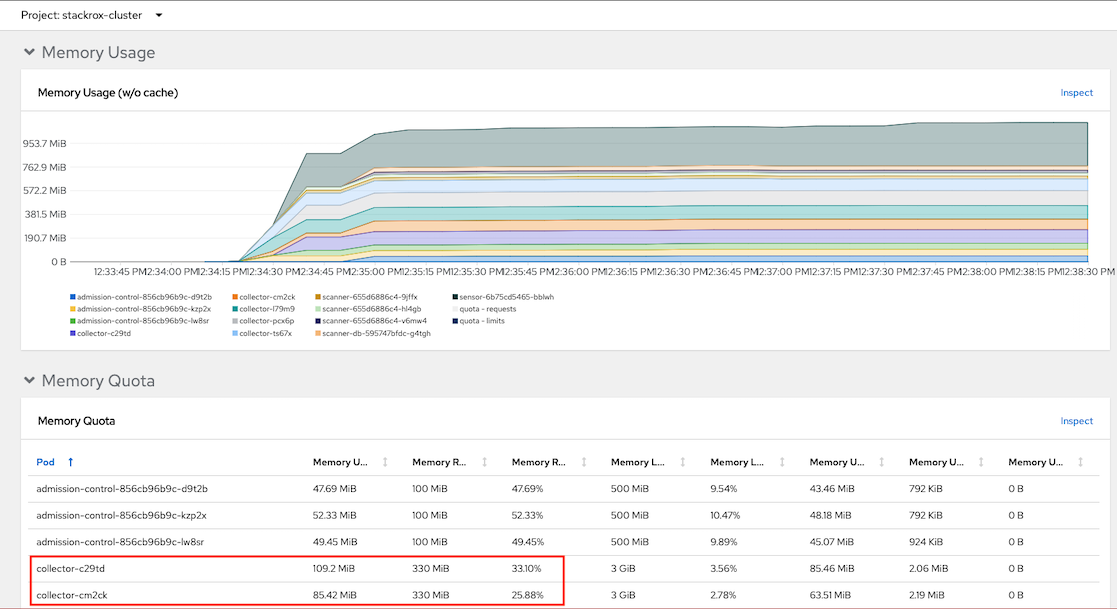 Project: stackrox-cluster
Memory Usage
Memory Usage (w/o cache)
Inspect
953.7 MiB
762.9 MiB
572.2 MiB
381.5 MiB
190.7 MiB
0 B
12:33:45 PM 12:34:00 PM 12:34:15 PM 12:34:30 PM 12:34:45 PM 12:35:00 PM 12:35:15 PM 12:35:30 PM 12:35:45 PM 12:36:00 PM 12:36:15 PM 12:36:30 PM 12:36:45 PM 12:37:00 PM 12:37:15 PM 12:37:30 PM 12:37:45 PM 12:38:00 PM 12:38:15 PM 12:38:30 PM
admission-control-856cb96b9c-d9t2b collector-cm2ck scanner-655d6886c4-9jffx sensor-6b75cd5465-bblwh
admission-control-856cb96b9c-kzp2x collector-l79m9 scanner-655d6886c4-hl4gb quota - requests
admission-control-856cb96b9c-lw8sr collector-pcx6p scanner-655d6886c4-v6mw4 quota - limits
collector-c29td collector-ts67x scanner-db-595747bfdc-g4tgh
Memory Quota
Memory Quota
Inspect
Pod Memory U... Memory R... Memory R... Memory L... Memory L... Memory U... Memory U... Memory U...
admission-control-856cb96b9c-d9t2b 47.69 MiB 100 MiB 47.69% 500 MiB 9.54% 43.46 MiB 792 KiB 0 B
admission-control-856cb96b9c-kzp2x 52.33 MiB 100 MiB 52.33% 500 MiB 10.47% 48.18 MiB 792 KiB 0 B
admission-control-856cb96b9c-lw8sr 49.45 MiB 100 MiB 49.45% 500 MiB 9.89% 45.07 MiB 924 KiB 0 B
collector-c29td 109.2 MiB 330 MiB 33.10% 3 GiB 3.56% 85.46 MiB 2.06 MiB 0 B
collector-cm2ck 85.42 MiB 330 MiB 25.88% 3 GiB 2.78% 63.51 MiB 2.19 MiB 0 B